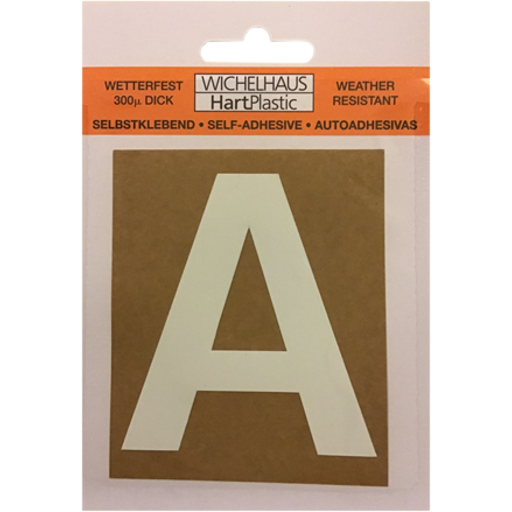 WETTERFEST
300µ DICK
WICHELHAUS
HartPlastic
WEATHER
RESISTANT
SELBSTKLEBEND • SELF-ADHESIVE • AUTOADHESIVAS
A